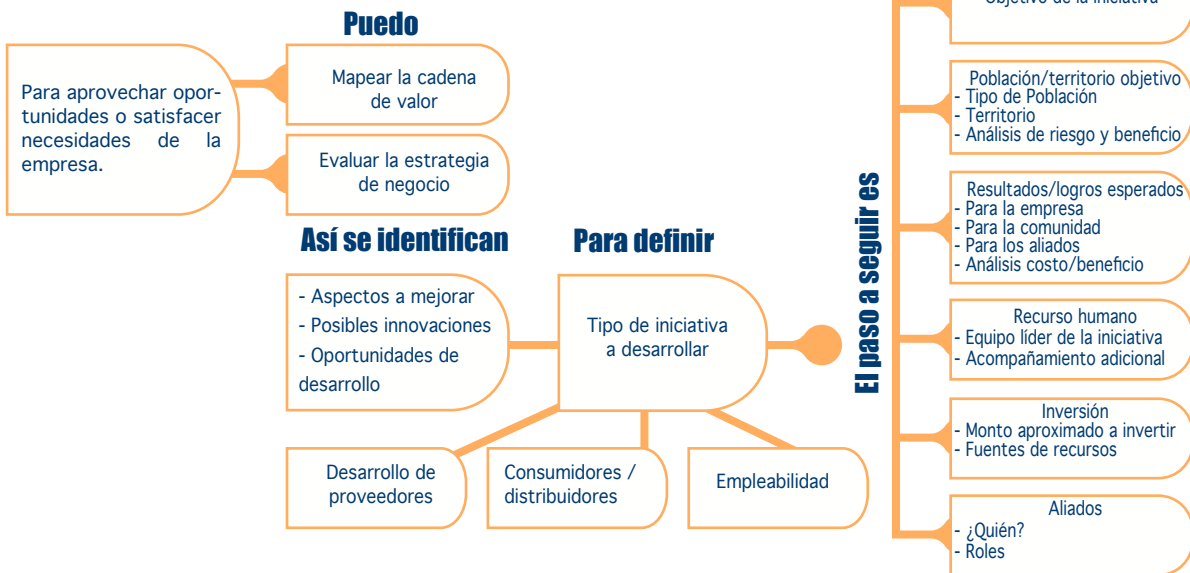 Puedo
Para aprovechar opor-
tunidades o satisfacer
necesidades de la
empresa.
Mapear la cadena
de valor
Evaluar la estrategia
de negocio
Así se identifican
- Aspectos a mejorar
- Posibles innovaciones
- Oportunidades de
desarrollo
Para definir
Tipo de iniciativa
a desarrollar
Desarrollo de
proveedores
Consumidores /
distribuidores
Empleabilidad
El paso a seguir es
Objetivo de la iniciativa
Población/territorio objetivo
- Tipo de Población
- Territorio
- Análisis de riesgo y beneficio
Resultados/logros esperados
- Para la empresa
- Para la comunidad
- Para los aliados
- Análisis costo/beneficio
Recurso humano
- Equipo líder de la iniciativa
- Acompañamiento adicional
Inversión
- Monto aproximado a invertir
- Fuentes de recursos
Aliados
- ¿Quién?
- Roles